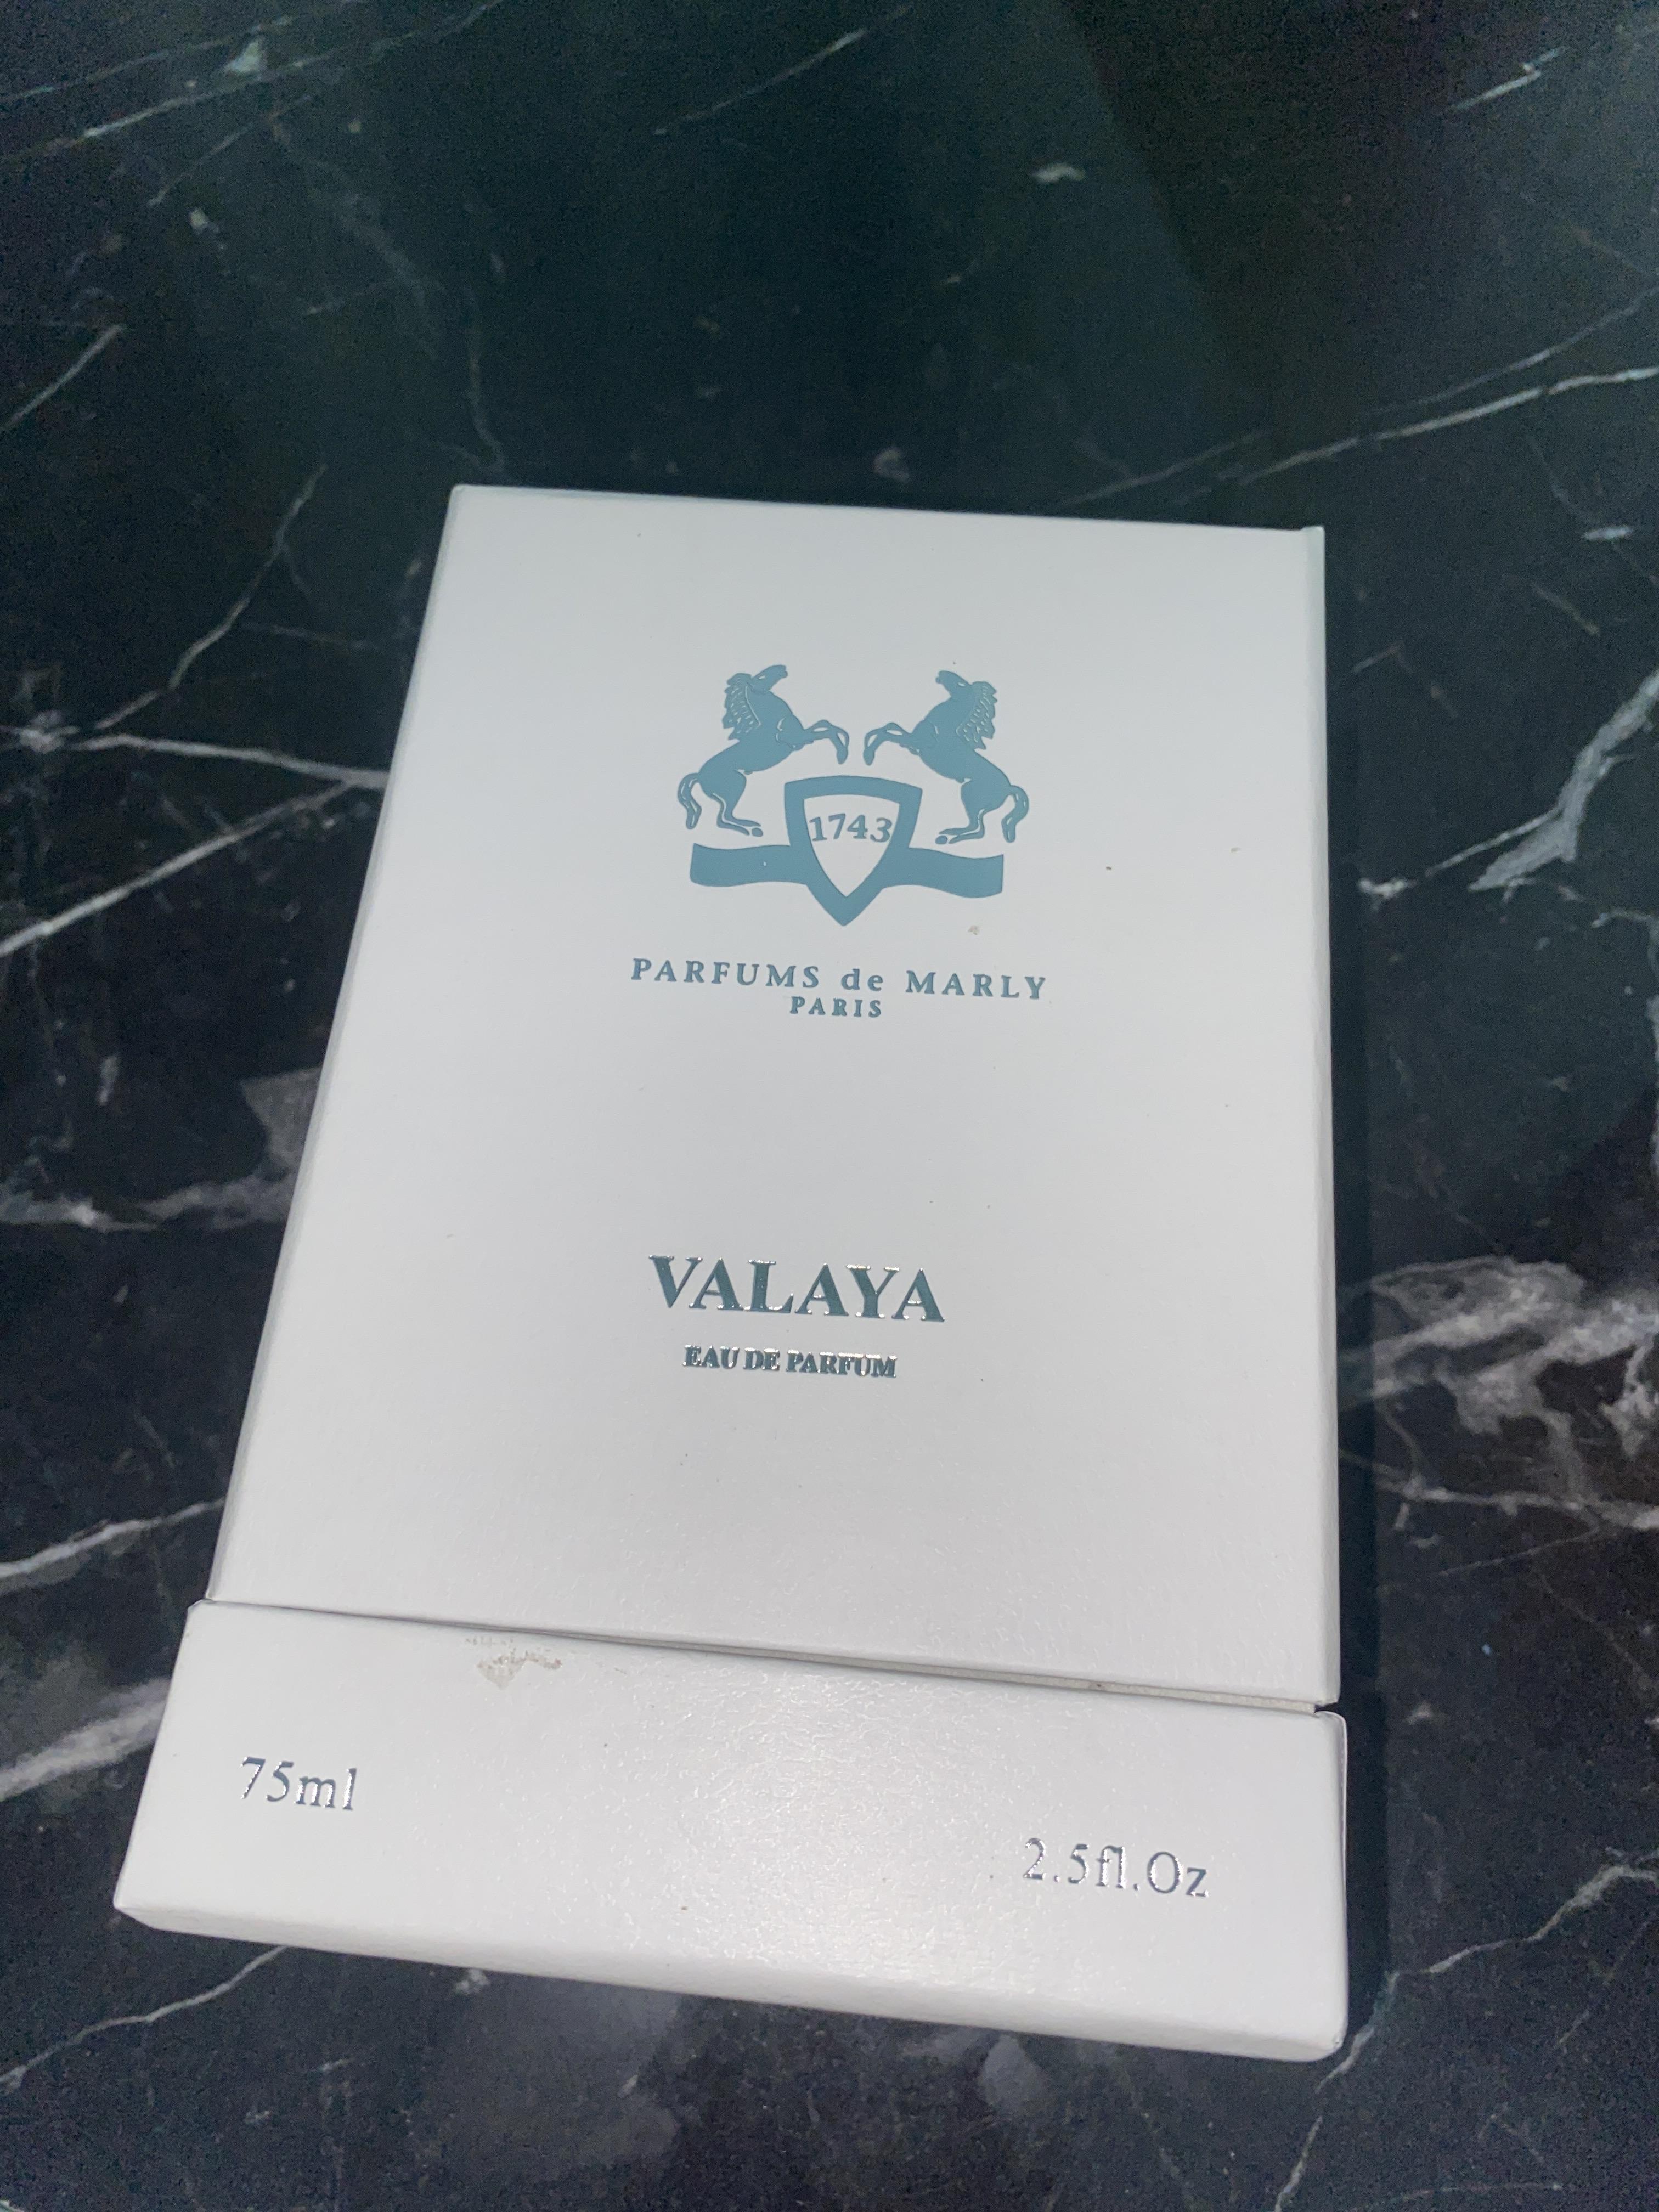 1743
PARFUMS de MARLY
PARIS
VALAYA
EAU DE PARFUM
75ml
2.5fl.Oz